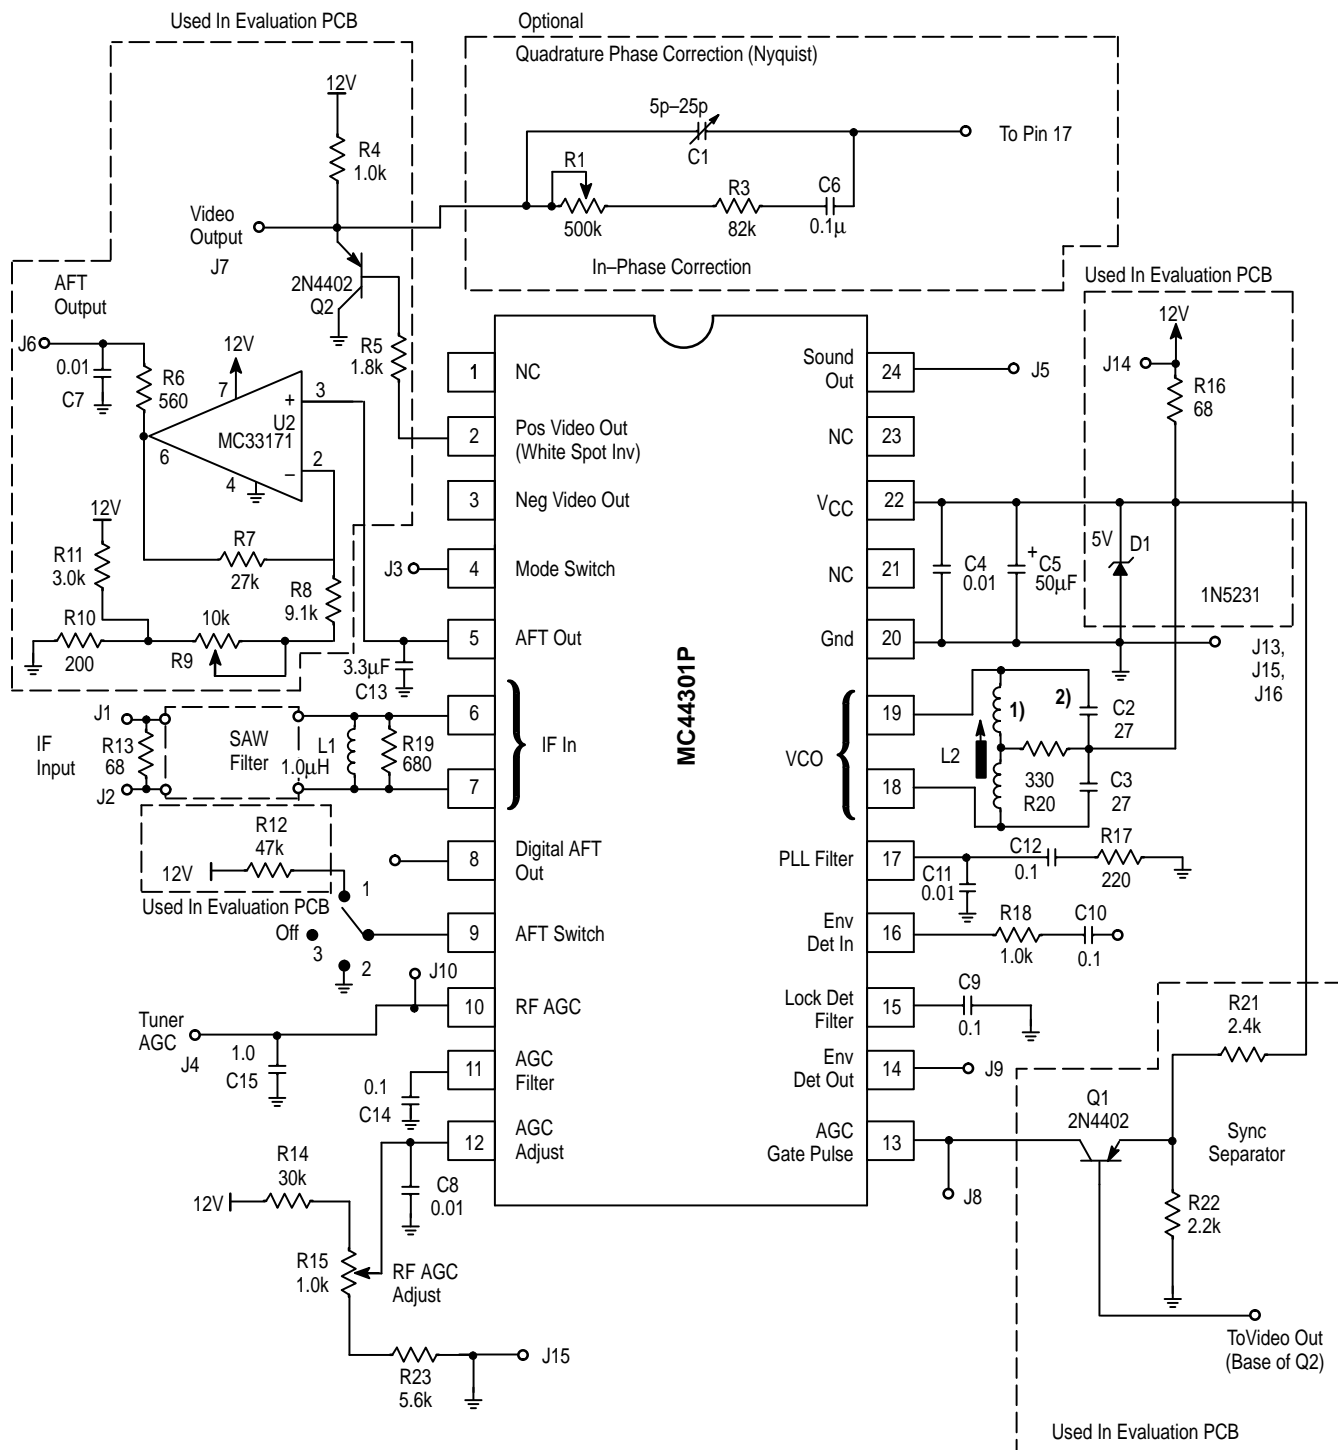 Used In Evaluation PCB
Optional
Quadrature Phase Correction (Nyquist)
12V
5p–25p
C1
To Pin 17
R4
1.0k
R1
500k
R3
82k
C6
0.1µ
Video
Output
J7
In–Phase Correction
2N4402
Q2
AFT
Output
J6
0.01
C7
R6
560
12V
7
3
+
U2
MC33171
6
2
–
4
R5
1.8k
12V
R11
3.0k
R7
27k
R8
9.1k
R10
200
10k
R9
J3
3.3µF
C13
J1
J2
IF
Input
R13
68
SAW
Filter
L1
1.0µH
R19
680
R12
47k
12V
Used In Evaluation PCB
1
Off
3
2
J10
Tuner
AGC
J4
1.0
C15
0.1
C14
R14
30k
12V
C8
0.01
R15
1.0k
RF AGC
Adjust
R23
5.6k
J15
1
NC
2
Pos Video Out
(White Spot Inv)
3
Neg Video Out
4
Mode Switch
5
AFT Out
6
7
IF In
8
Digital AFT
Out
9
AFT Switch
10
RF AGC
11
AGC
Filter
12
AGC
Adjust
MC44301P
Sound
Out
24
J5
NC
23
VCC
22
NC
21
Gnd
20
19
18
VCO
PLL Filter
17
Env
Det In
16
Lock Det
Filter
15
Env
Det Out
14
AGC
Gate Pulse
13
Used In Evaluation PCB
12V
J14
R16
68
C4
0.01
+
C5
50µF
5V
D1
1N5231
J13,
J15,
J16
1)
2)
C2
27
L2
330
R20
C3
27
C11
0.01
C12
0.1
R17
220
R18
1.0k
C10
0.1
C9
0.1
J9
J8
Q1
2N4402
R21
2.4k
Sync
Separator
R22
2.2k
ToVideo Out
(Base of Q2)
Used In Evaluation PCB